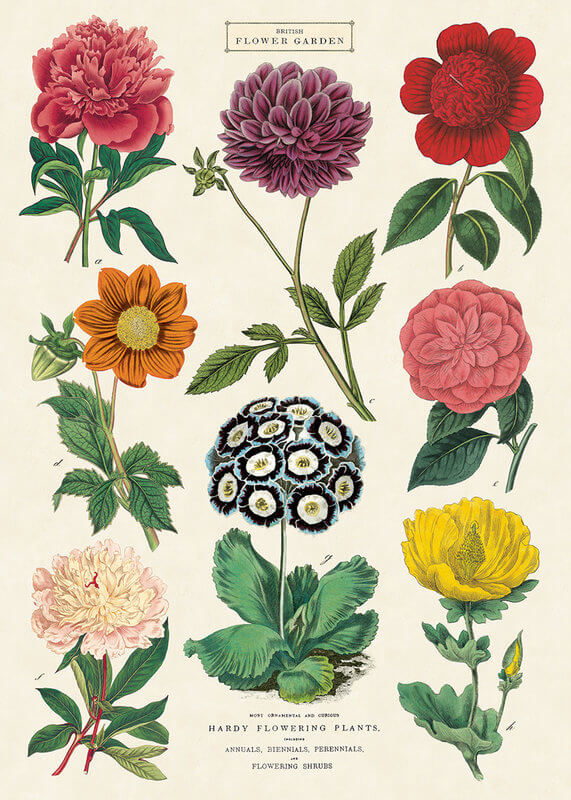 BRITISH
FLOWER GARDEN
a
b
c
d
e
f
g
h
MOST ORNAMENTAL AND CURIOUS
HARDY FLOWERING PLANTS,
INCLUDING
ANNUALS, BIENNIALS, PERENNIALS,
AND
FLOWERING SHRUBS